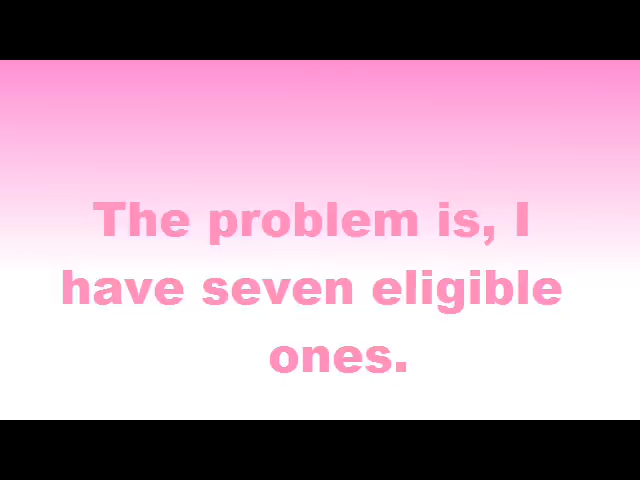 The problem is, I
have seven eligible
ones.